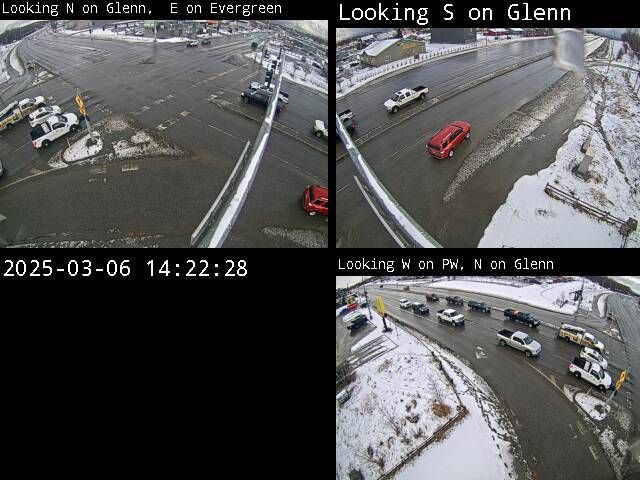 Looking N on Glenn, E on Evergreen
Looking S on Glenn
2025-03-06 14:22:28
Looking W on PW, N on Glenn